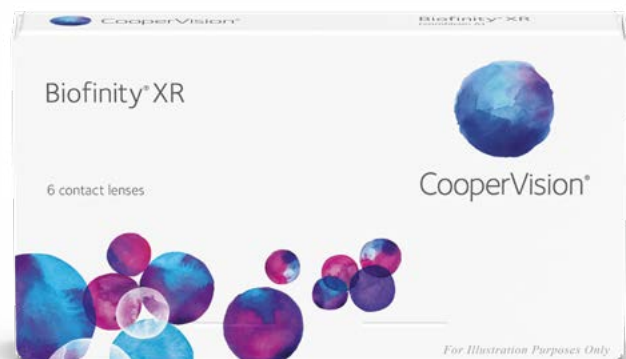 CooperVision®
Biofinity® XR
Biofinity® XR
6 contact lenses
CooperVision®
For Illustration Purposes Only